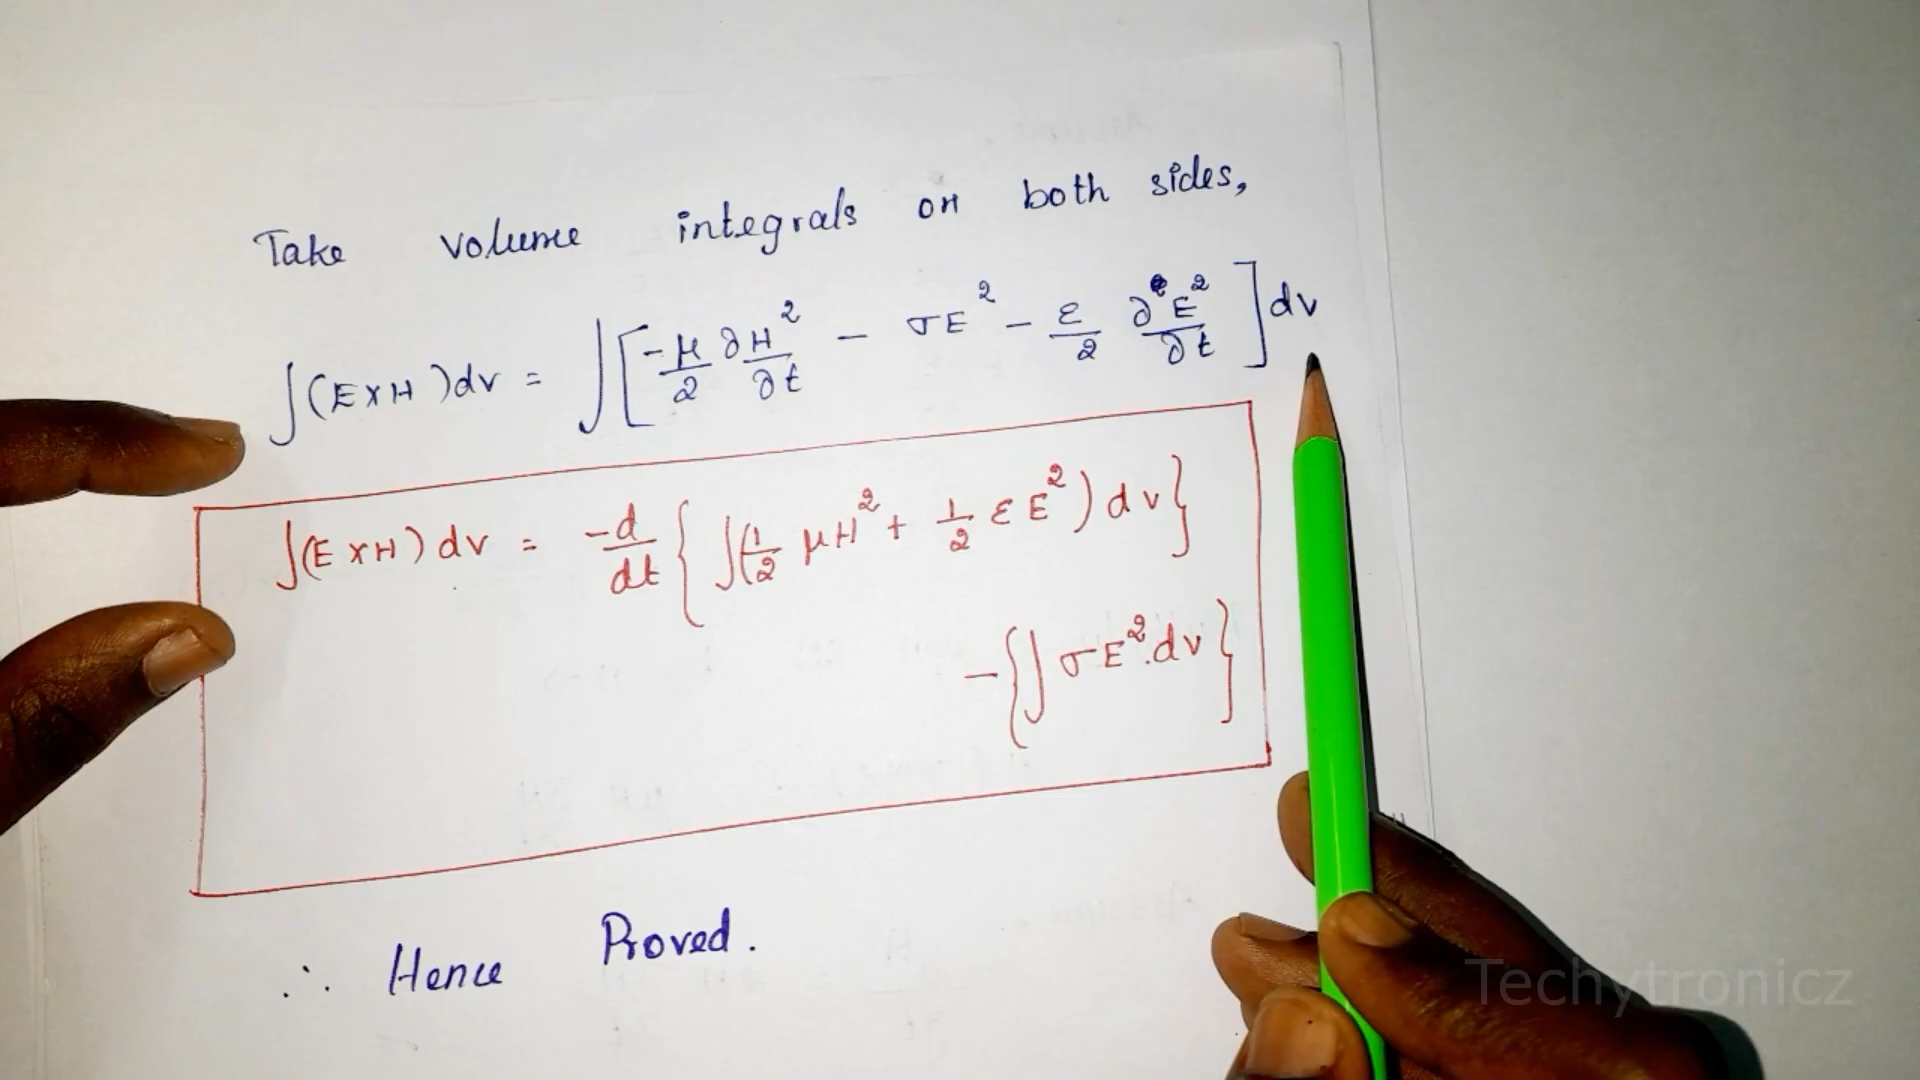 Take volume integrals on both sides,
∫(E×H)dv = ∫[-μ/2 ∂H²/∂t - σE² - ε/2 ∂E²/∂t]dv
∫(E×H)dv = -d/dt {∫(1/2 μH² + 1/2 εE²)dv}
-{∫σE².dv}
∴ Hence Proved.
Techytronicz